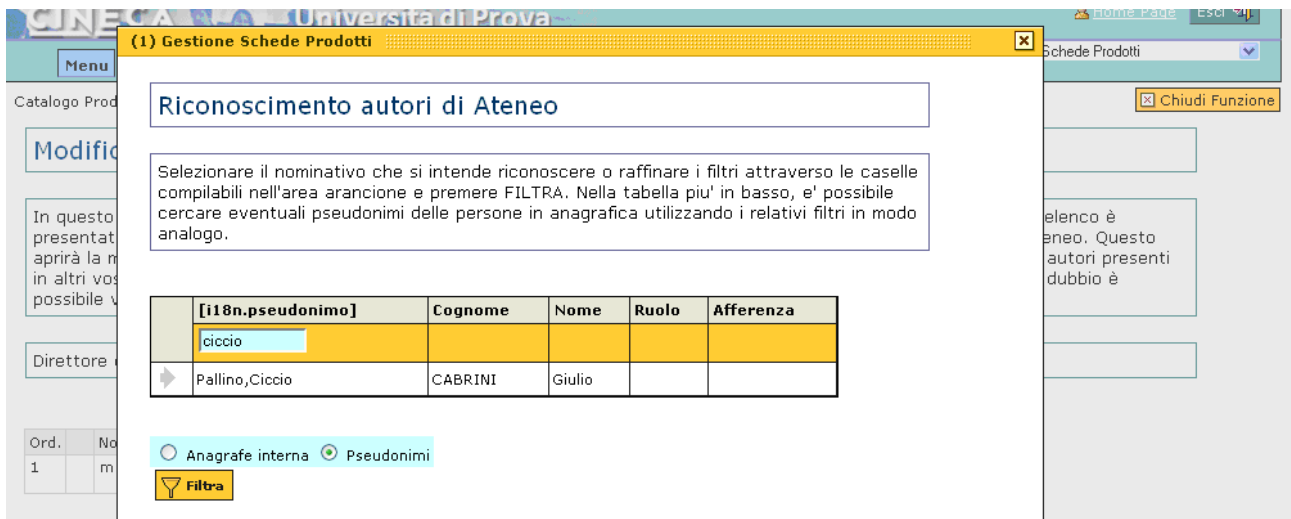 CINECA Università di Prova
Home Page Esci
(1) Gestione Schede Prodotti
Schede Prodotti
Menu
Catalogo Prod
Chiudi Funzione
Riconoscimento autori di Ateneo
Modific
Selezionare il nominativo che si intende riconoscere o raffinare i filtri attraverso le caselle
compilabili nell'area arancione e premere FILTRA. Nella tabella piu' in basso, e' possibile
cercare eventuali pseudonimi delle persone in anagrafica utilizzando i relativi filtri in modo
analogo.
In questo
presentat
aprirà la m
in altri vos
possibile v
elenco è
eneo. Questo
autori presenti
dubbio è
[i18n.pseudonimo] Cognome Nome Ruolo Afferenza
ciccio
Pallino,Ciccio CABRINI Giulio
Direttore
Ord. No
1 m
Anagrafe interna Pseudonimi
Filtra